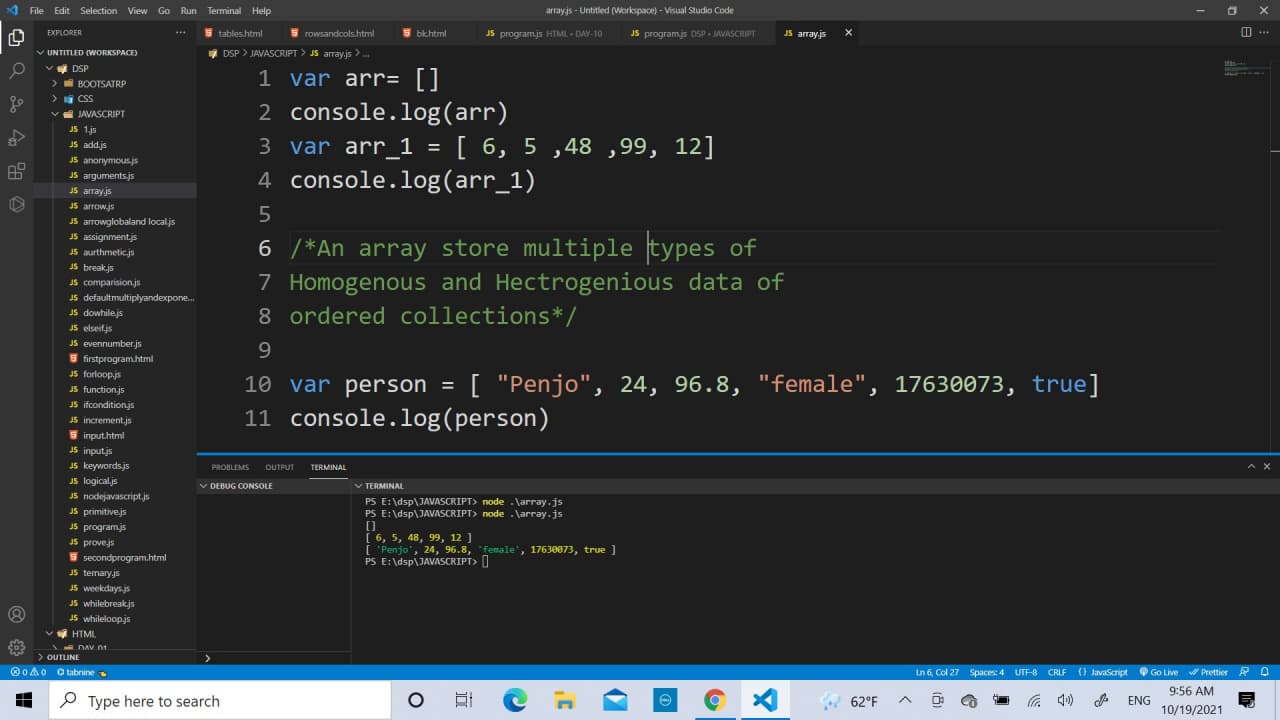 File Edit Selection View Go Run Terminal Help
array.js - Untitled (Workspace) - Visual Studio Code
EXPLORER
tables.html rowsandcols.html bk.html program.js HTML • DAY-10 program.js DSP • JAVASCRIPT array.js
UNTITLED (WORKSPACE)
DSP > JAVASCRIPT > JS array.js > ...
DSP
BOOTSATRP
CSS
JAVASCRIPT
JS 1.js
JS add.js
JS anonymous.js
JS arguments.js
JS array.js
JS arrow.js
JS arrowglobaland local.js
JS assignment.js
JS aurthmetic.js
JS break.js
JS comparision.js
JS defaultmultiplyandexpone...
JS dowhile.js
JS elseif.js
JS evennumber.js
firstprogram.html
JS forloop.js
JS function.js
JS ifcondition.js
JS increment.js
input.html
JS input.js
JS keywords.js
JS logical.js
JS nodejavascript.js
JS primitive.js
JS program.js
JS prove.js
secondprogram.html
JS ternary.js
JS weekdays.js
JS whilebreak.js
JS whileloop.js
HTML
DAY-01
OUTLINE
1 var arr= []
2 console.log(arr)
3 var arr_1 = [ 6, 5 ,48 ,99, 12]
4 console.log(arr_1)
5
6 /*An array store multiple types of
7 Homogenous and Hectrogenious data of
8 ordered collections*/
9
10 var person = [ "Penjo", 24, 96.8, "female", 17630073, true]
11 console.log(person)
PROBLEMS OUTPUT TERMINAL
DEBUG CONSOLE
TERMINAL
PS E:\dsp\JAVASCRIPT> node .\array.js
PS E:\dsp\JAVASCRIPT> node .\array.js
[]
[ 6, 5, 48, 99, 12 ]
[ 'Penjo', 24, 96.8, 'female', 17630073, true ]
PS E:\dsp\JAVASCRIPT>
0 0 tabnine Ln 6, Col 27 Spaces: 4 UTF-8 CRLF {} JavaScript Go Live Prettier
Type here to search
62°F ENG 9:56 AM
10/19/2021